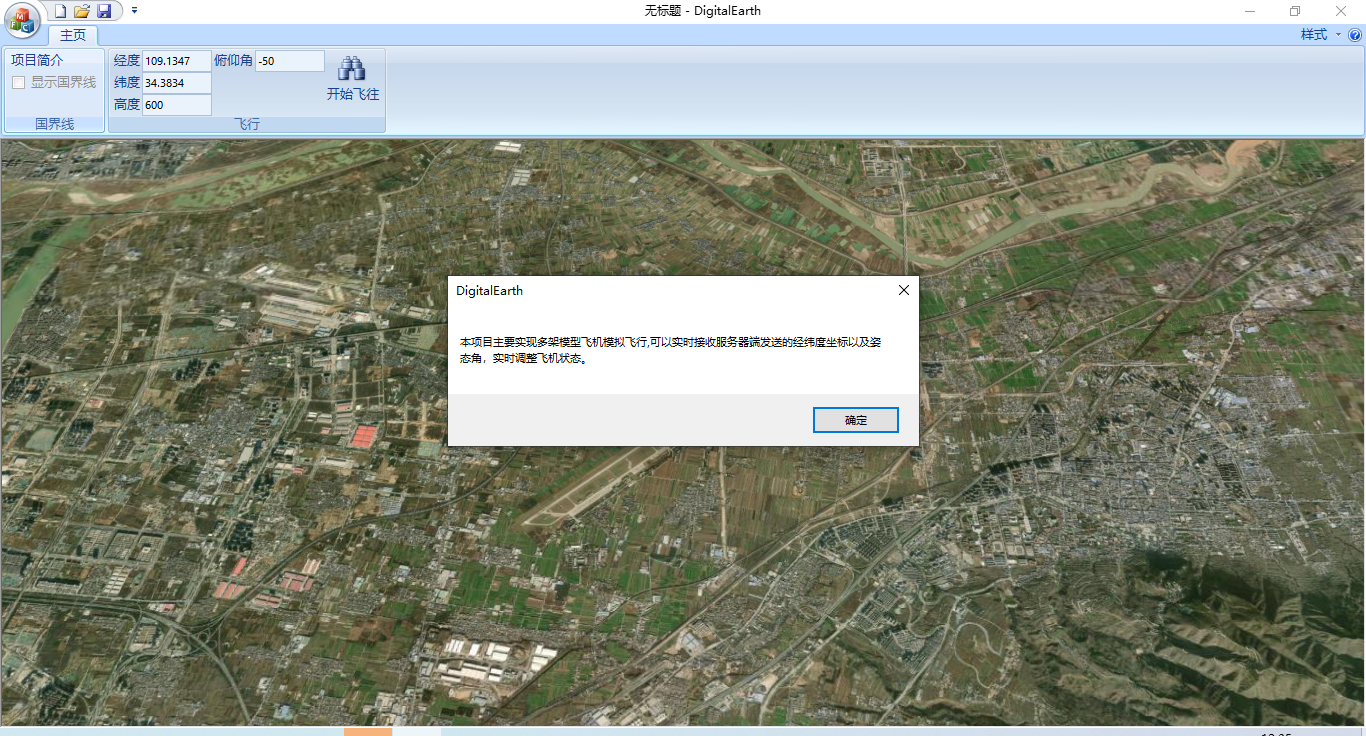 无标题 - DigitalEarth
主页
样式
项目简介
显示国界线
国界线
经度 109.1347 俯仰角 -50
纬度 34.3834
高度 600
开始飞往
飞行
DigitalEarth
本项目主要实现多架模型飞机模拟飞行,可以实时接收服务器端发送的经纬度坐标以及姿
态角，实时调整飞机状态。
确定